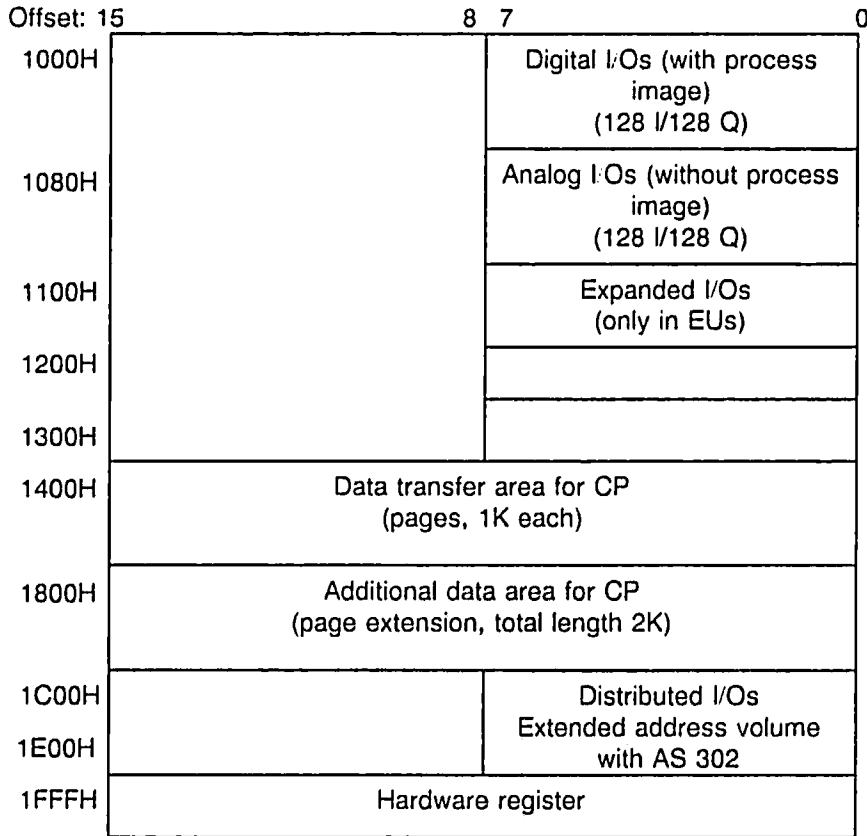 Offset: 15 8 7 0
1000H Digital I/Os (with process
image)
(128 I/128 Q)
1080H Analog I/Os (without process
image)
(128 I/128 Q)
1100H Expanded I/Os
(only in EUs)
1200H
1300H
1400H Data transfer area for CP
(pages, 1K each)
1800H Additional data area for CP
(page extension, total length 2K)
1C00H Distributed I/Os
Extended address volume
1E00H with AS 302
1FFFH Hardware register